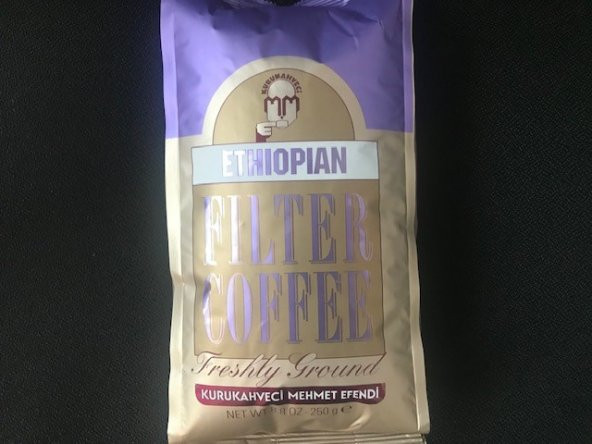 KURUKAHVECİ
MM
ETHIOPIAN
FILTER
COFFEE
Freshly Ground
KURUKAHVECİ MEHMET EFENDİ
NET WT OZ - 250 g ℮